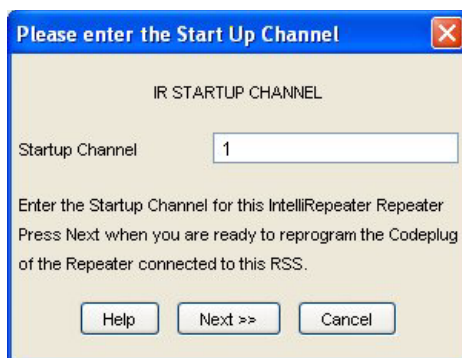 Please enter the Start Up Channel
IR STARTUP CHANNEL
Startup Channel 1
Enter the Startup Channel for this IntelliRepeater Repeater
Press Next when you are ready to reprogram the Codeplug
of the Repeater connected to this RSS.
Help Next >> Cancel